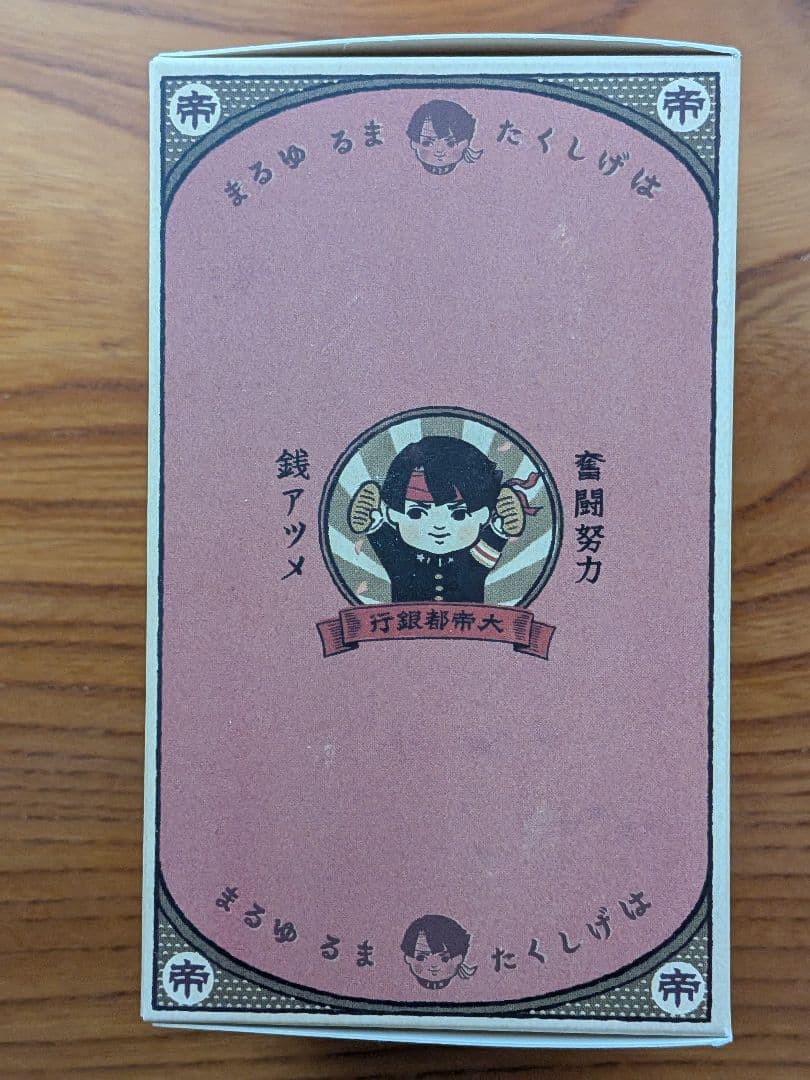 帝 帝
まるゆ るま たくしげは
奮闘努力
銭アツメ
行銀都帝大
まるゆ るま たくしげは
帝 帝